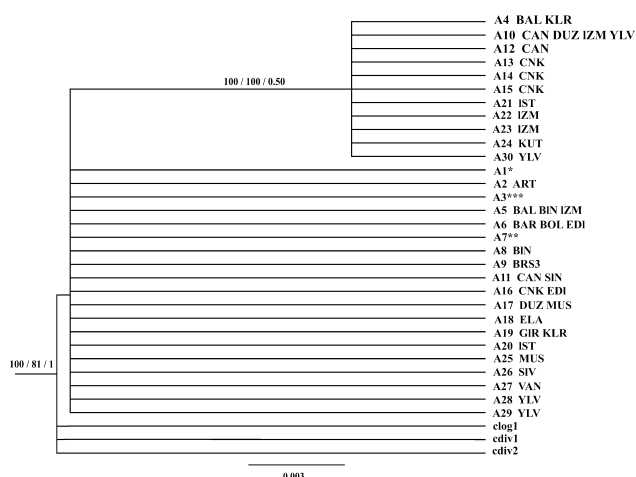 A4 BAL KLR
A10 CAN DUZ IZM YLV
A12 CAN
A13 CNK
A14 CNK
100 / 100 / 0.50
A15 CNK
A21 IST
A22 IZM
A23 IZM
A24 KUT
A30 YLV
A1*
A2 ART
A3***
A5 BAL BIN IZM
A6 BAR BOL EDI
A7**
A8 BIN
A9 BRS3
A11 CAN SIN
A16 CNK EDI
A17 DUZ MUS
A18 ELA
A19 GIR KLR
A20 IST
A25 MUS
100 / 81 / 1
A26 SIV
A27 VAN
A28 YLV
A29 YLV
clog1
cdiv1
cdiv2
0.003